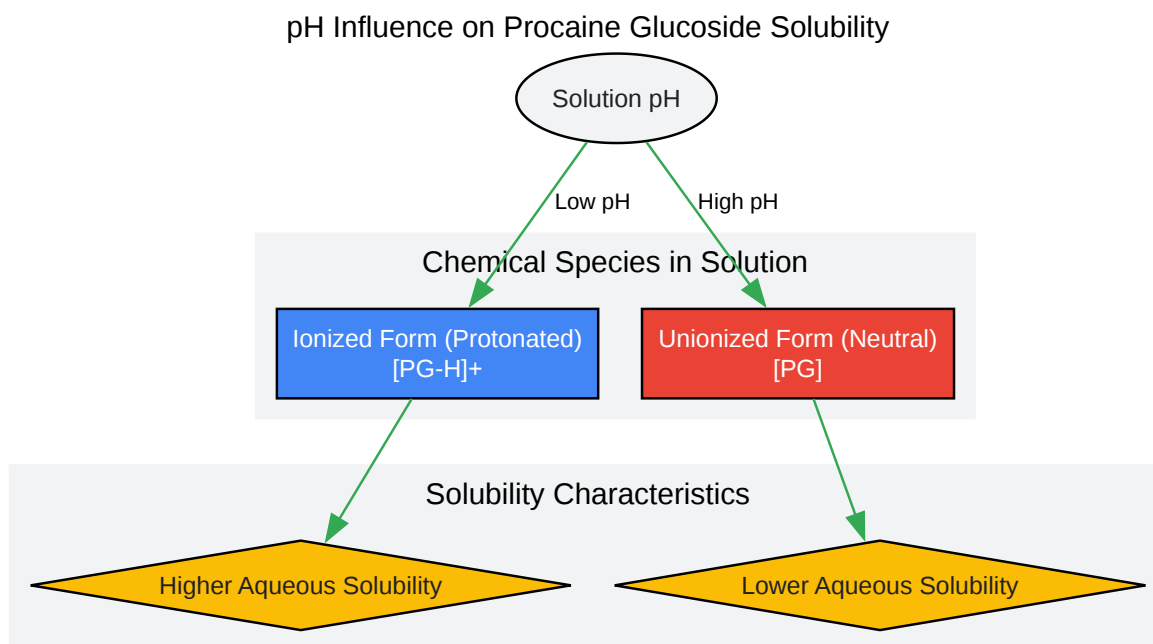 pH Influence on Procaine Glucoside Solubility
Solution pH
Low pH
High pH
Chemical Species in Solution
Ionized Form (Protonated)
[PG-H]+
Unionized Form (Neutral)
[PG]
Solubility Characteristics
Higher Aqueous Solubility
Lower Aqueous Solubility